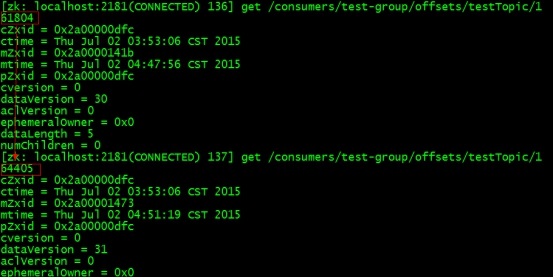 [zk: localhost:2181(CONNECTED) 136] get /consumers/test-group/offsets/testTopic/1
61804
cZxid = 0x2a00000dfc
ctime = Thu Jul 02 03:53:06 CST 2015
mZxid = 0x2a0000141b
mtime = Thu Jul 02 04:47:56 CST 2015
pZxid = 0x2a00000dfc
cversion = 0
dataVersion = 30
aclVersion = 0
ephemeralOwner = 0x0
dataLength = 5
numChildren = 0
[zk: localhost:2181(CONNECTED) 137] get /consumers/test-group/offsets/testTopic/1
64405
cZxid = 0x2a00000dfc
ctime = Thu Jul 02 03:53:06 CST 2015
mZxid = 0x2a00001473
mtime = Thu Jul 02 04:51:19 CST 2015
pZxid = 0x2a00000dfc
cversion = 0
dataVersion = 31
aclVersion = 0
ephemeralOwner = 0x0